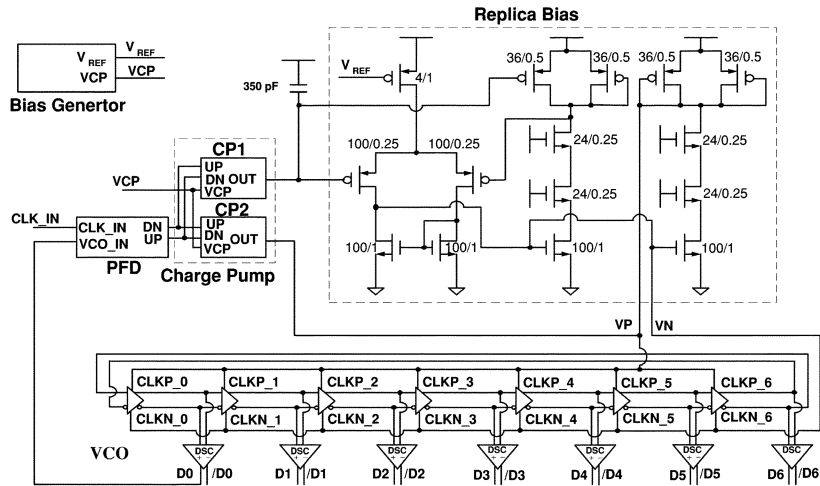 Replica Bias
V REF
V REF
VCP
VCP
Bias Genertor
350 pF
V REF
4/1
36/0.5
36/0.5
36/0.5
36/0.5
100/0.25
100/0.25
24/0.25
24/0.25
24/0.25
24/0.25
100/1
100/1
100/1
100/1
CP1
UP
DN
OUT
VCP
VCP
CP2
UP
DN
OUT
VCP
Charge Pump
CLK_IN
CLK_IN
VCO_IN
DN
UP
PFD
VP
VN
CLKP_0
CLKP_1
CLKP_2
CLKP_3
CLKP_4
CLKP_5
CLKP_6
CLKN_0
CLKN_1
CLKN_2
CLKN_3
CLKN_4
CLKN_5
CLKN_6
VCO
DSC
DSC
DSC
DSC
DSC
DSC
DSC
+ -
+ -
+ -
+ -
+ -
+ -
+ -
D0 /D0
D1 /D1
D2 /D2
D3 /D3
D4 /D4
D5 /D5
D6 /D6